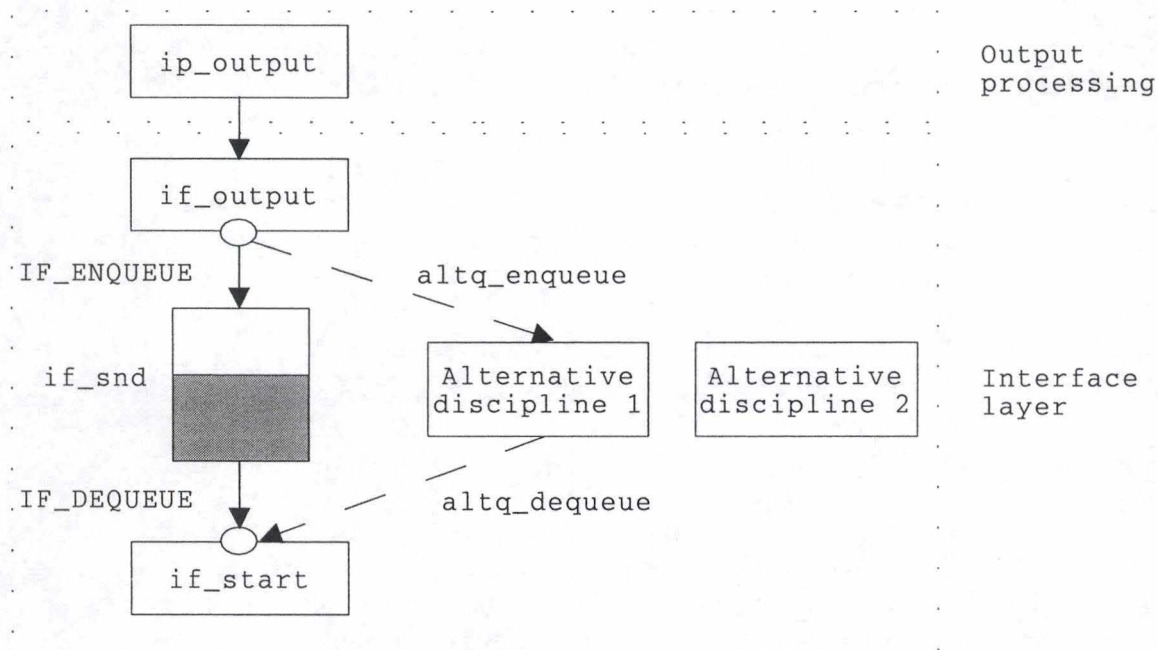 ip_output
Output
processing
if_output
IF_ENQUEUE
altq_enqueue
if_snd
Alternative
discipline 1
Alternative
discipline 2
Interface
layer
IF_DEQUEUE
altq_dequeue
if_start